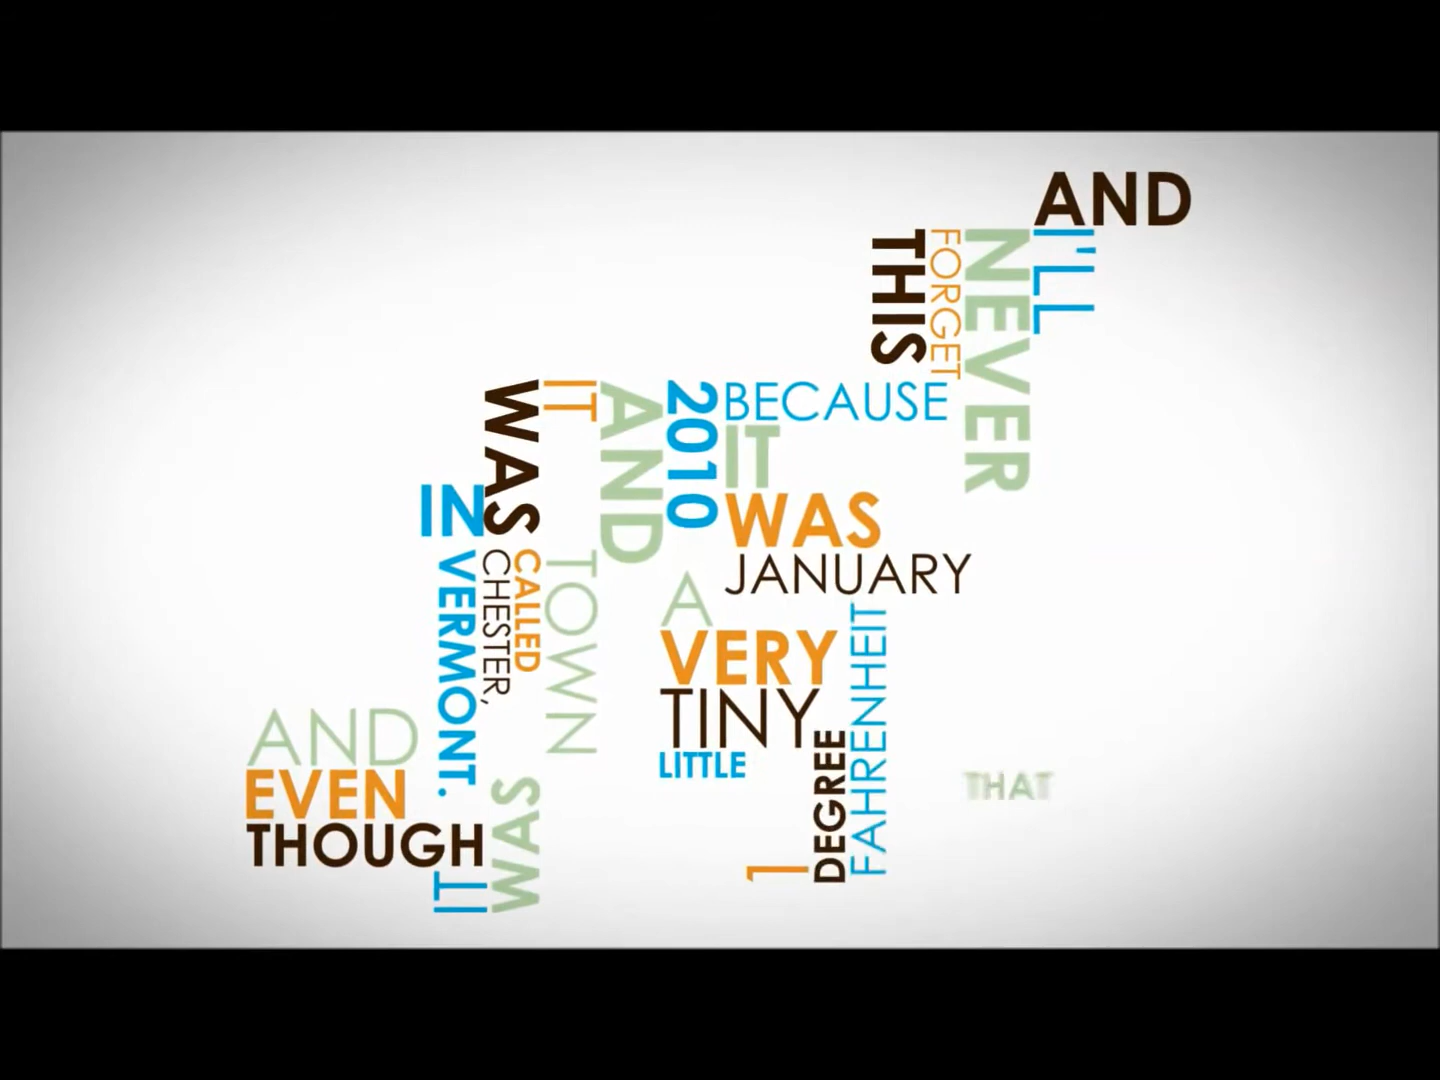 AND
I'LL
NEVER
FORGET
THIS
BECAUSE
IT
WAS
JANUARY
2010
AND
IT
WAS
IN
A
VERY
TINY
LITTLE
TOWN
CALLED
CHESTER,
VERMONT.
AND
EVEN
THOUGH
IT
WAS
1
DEGREE
FAHRENHEIT
THAT